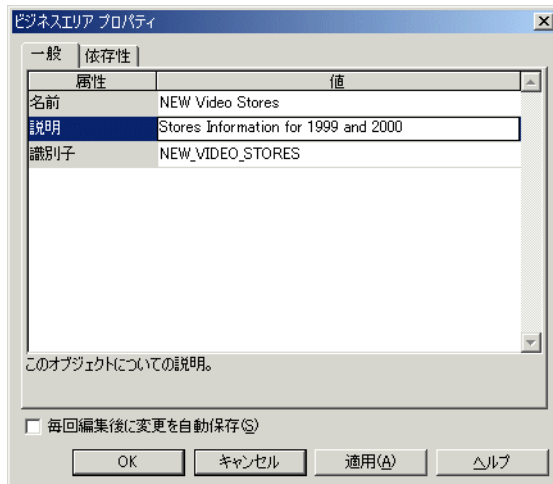 ビジネスエリア プロパティ
一般 依存性
属性 値
名前 NEW Video Stores
説明 Stores Information for 1999 and 2000
識別子 NEW_VIDEO_STORES
このオブジェクトについての説明。
毎回編集後に変更を自動保存(S)
OK キャンセル 適用(A) ヘルプ